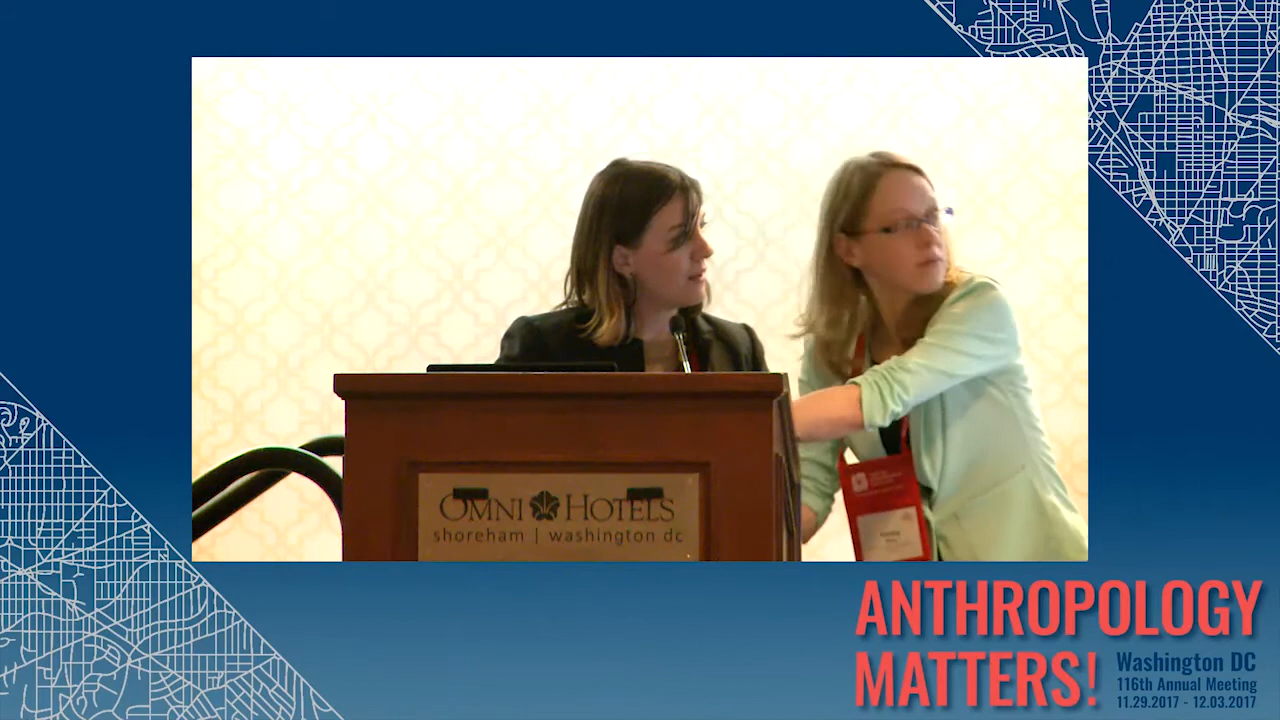 OMNI HOTELS
shoreham | washington dc
ANTHROPOLOGY
MATTERS!
Washington DC
116th Annual Meeting
11.29.2017 - 12.03.2017